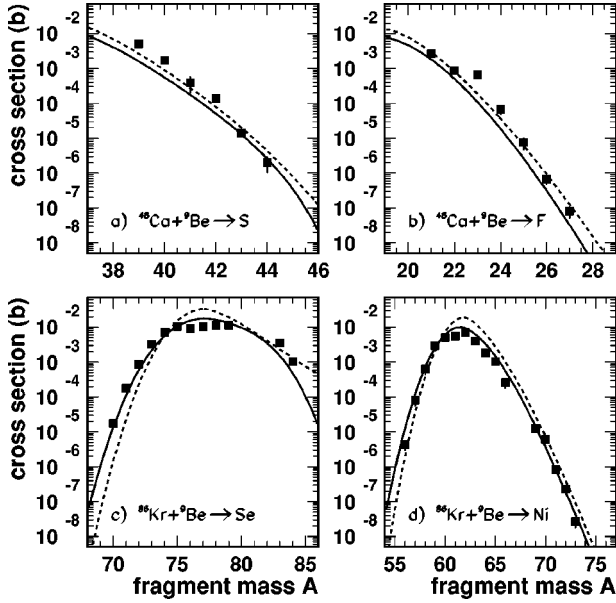 cross section (b)
10⁻²
10⁻³
10⁻⁴
10⁻⁵
10⁻⁶
10⁻⁷
10⁻⁸
a) ⁴⁸Ca+⁹Be→S
38 40 42 44 46
10⁻²
10⁻³
10⁻⁴
10⁻⁵
10⁻⁶
10⁻⁷
10⁻⁸
b) ⁴⁸Ca+⁹Be→F
20 22 24 26 28
cross section (b)
10⁻²
10⁻³
10⁻⁴
10⁻⁵
10⁻⁶
10⁻⁷
10⁻⁸
c) ⁸⁶Kr+⁹Be→Se
70 75 80 85
fragment mass A
10⁻²
10⁻³
10⁻⁴
10⁻⁵
10⁻⁶
10⁻⁷
10⁻⁸
d) ⁸⁶Kr+⁹Be→Ni
55 60 65 70 75
fragment mass A